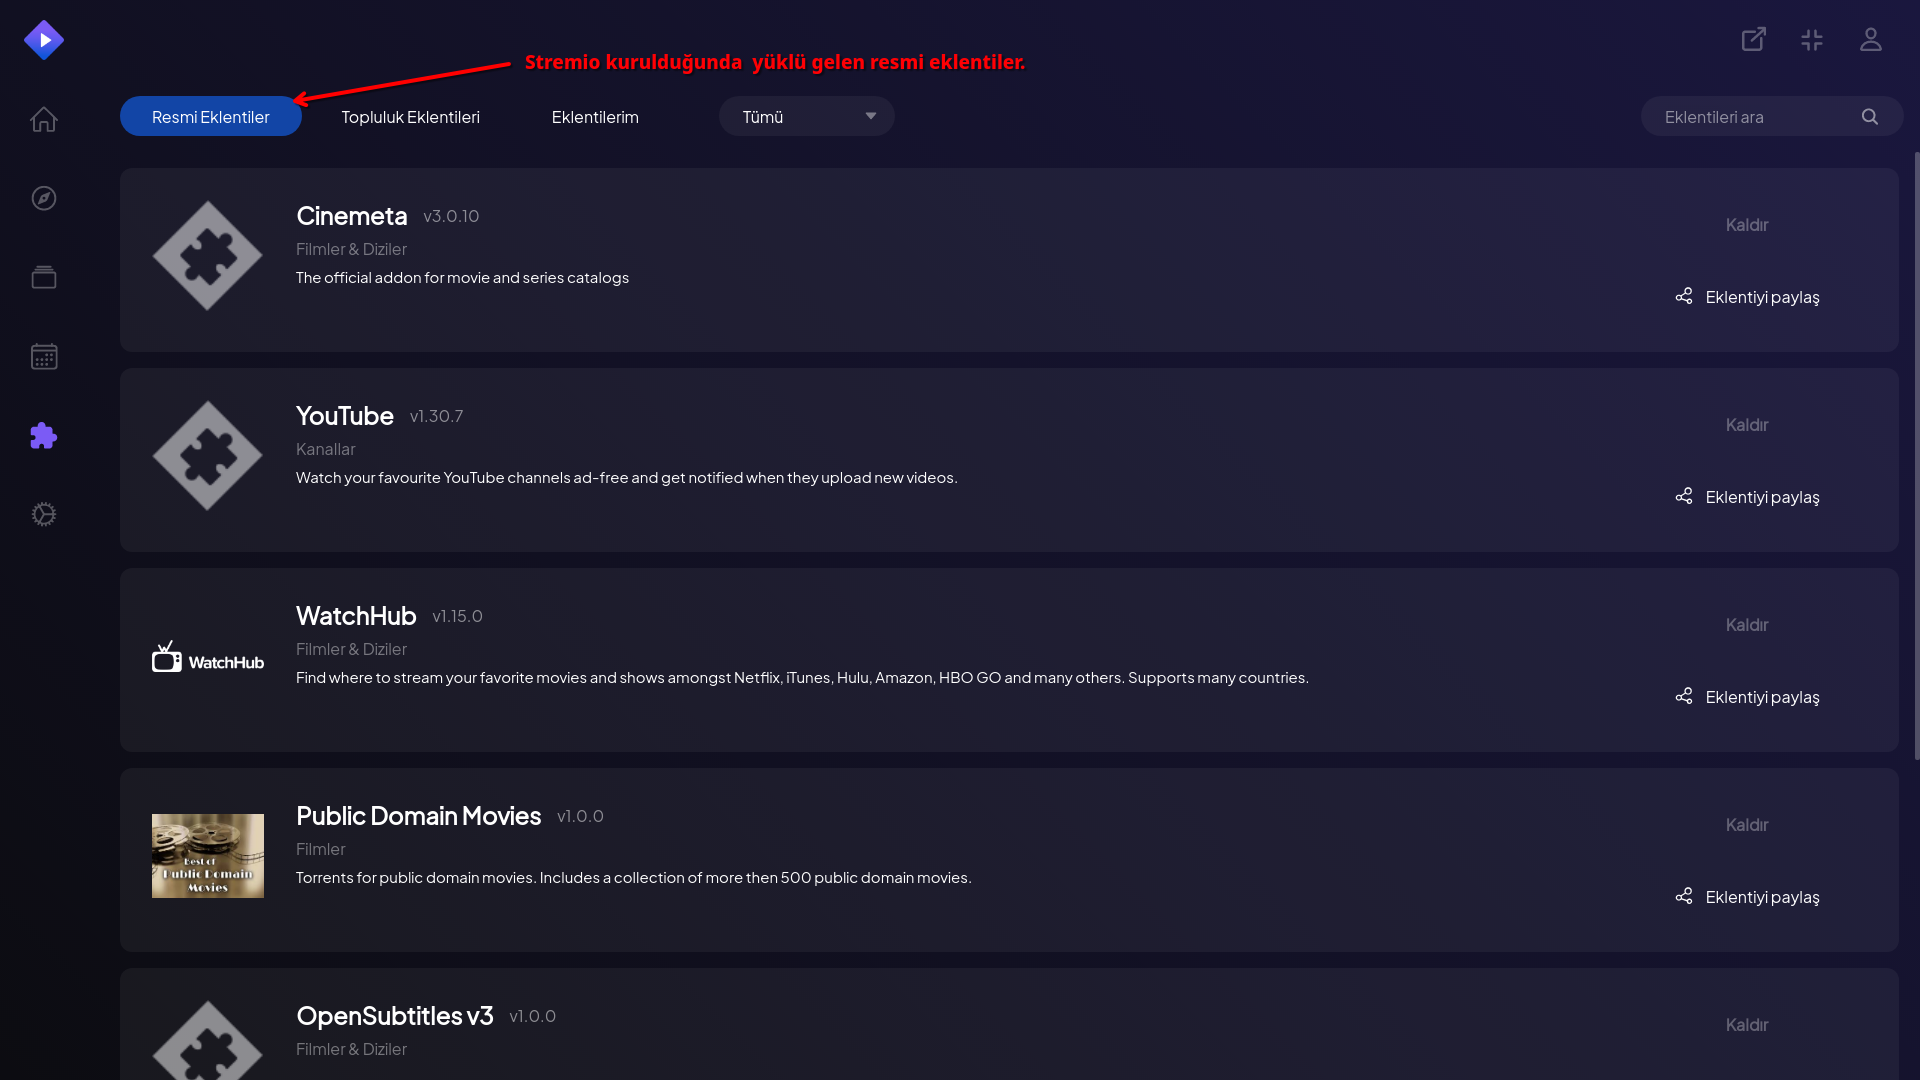 Stremio kurulduğunda  yüklü gelen resmi eklentiler.
Resmi Eklentiler
Topluluk Eklentileri
Eklentilerim
Tümü
Eklentileri ara
Cinemeta v3.0.10
Filmler & Diziler
The official addon for movie and series catalogs
Kaldır
Eklentiyi paylaş
YouTube v1.30.7
Kanallar
Watch your favourite YouTube channels ad-free and get notified when they upload new videos.
Kaldır
Eklentiyi paylaş
WatchHub
WatchHub v1.15.0
Filmler & Diziler
Find where to stream your favorite movies and shows amongst Netflix, iTunes, Hulu, Amazon, HBO GO and many others. Supports many countries.
Kaldır
Eklentiyi paylaş
Best of
Public Domain
Movies
Public Domain Movies v1.0.0
Filmler
Torrents for public domain movies. Includes a collection of more then 500 public domain movies.
Kaldır
Eklentiyi paylaş
OpenSubtitles v3 v1.0.0
Filmler & Diziler
Kaldır